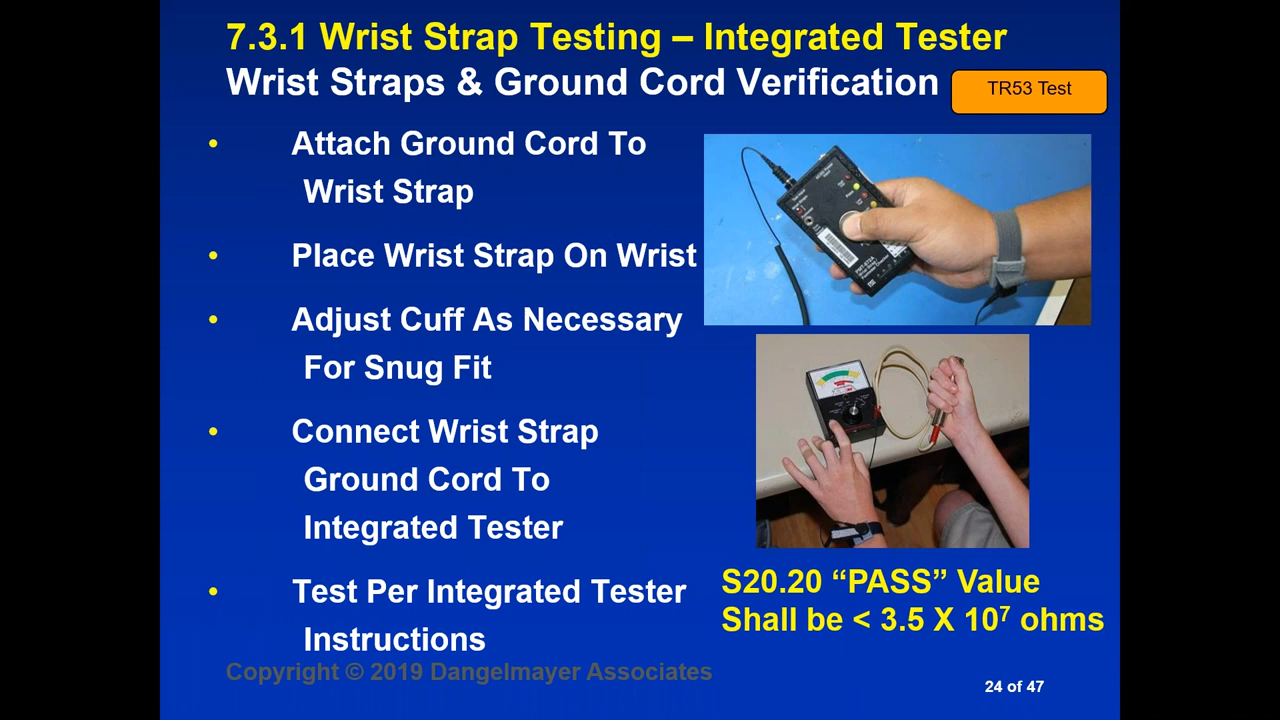 7.3.1 Wrist Strap Testing – Integrated Tester
Wrist Straps & Ground Cord Verification
TR53 Test
• Attach Ground Cord To
Wrist Strap
• Place Wrist Strap On Wrist
• Adjust Cuff As Necessary
For Snug Fit
• Connect Wrist Strap
Ground Cord To
Integrated Tester
• Test Per Integrated Tester
Instructions
S20.20 “PASS” Value
Shall be < 3.5 X 10⁷ ohms
Copyright © 2019 Dangelmayer Associates
24 of 47